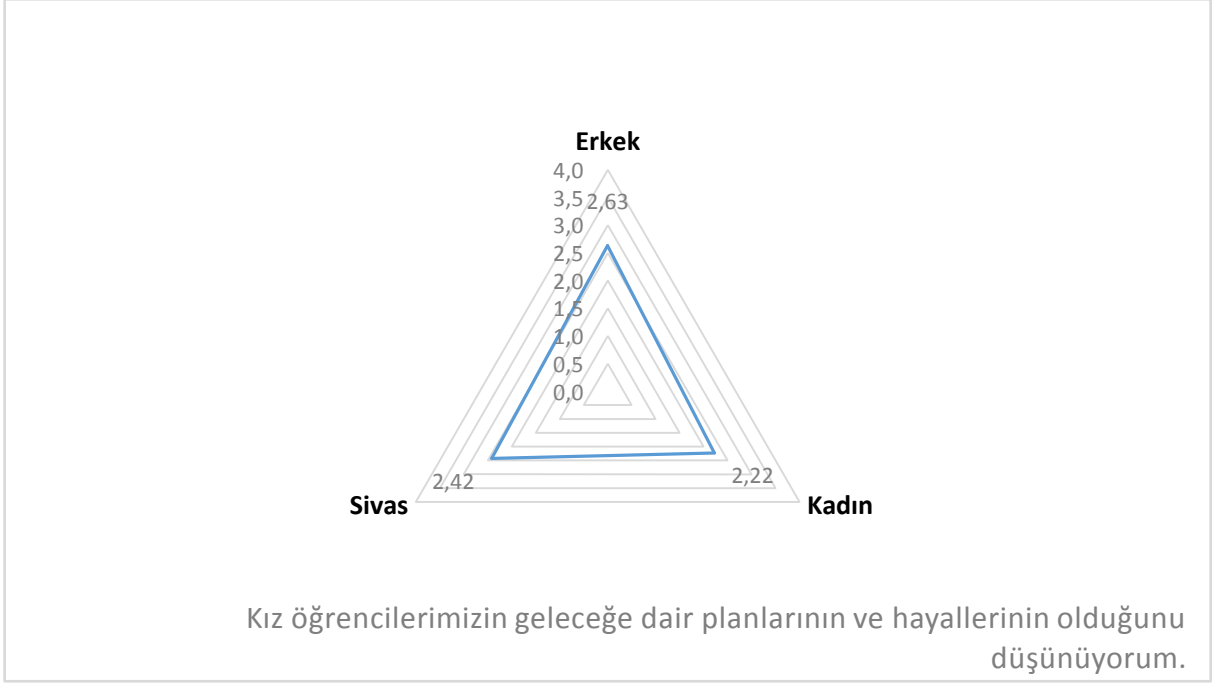 Erkek
4,0
3,5
2,63
3,0
2,5
2,0
1,5
1,0
0,5
0,0
2,42
2,22
Sivas
Kadın
Kız öğrencilerimizin geleceğe dair planlarının ve hayallerinin olduğunu
düşünüyorum.